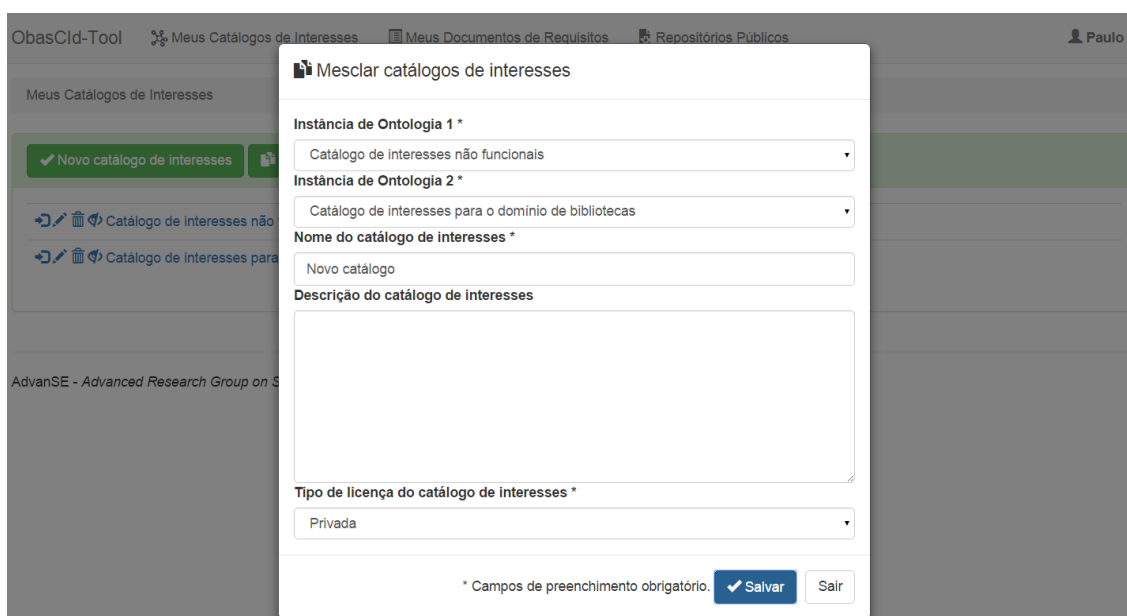 ObasCId-Tool Meus Catálogos de Interesses Meus Documentos de Requisitos Repositórios Públicos Paulo
Mesclar catálogos de interesses
Meus Catálogos de Interesses
Instância de Ontologia 1 *
Novo catálogo de interesses
Catálogo de interesses não funcionais
Instância de Ontologia 2 *
Catálogo de interesses para o domínio de bibliotecas
Catálogo de interesses não
Nome do catálogo de interesses *
Catálogo de interesses para
Novo catálogo
Descrição do catálogo de interesses
AdvanSE - Advanced Research Group on S
Tipo de licença do catálogo de interesses *
Privada
* Campos de preenchimento obrigatório. Salvar Sair